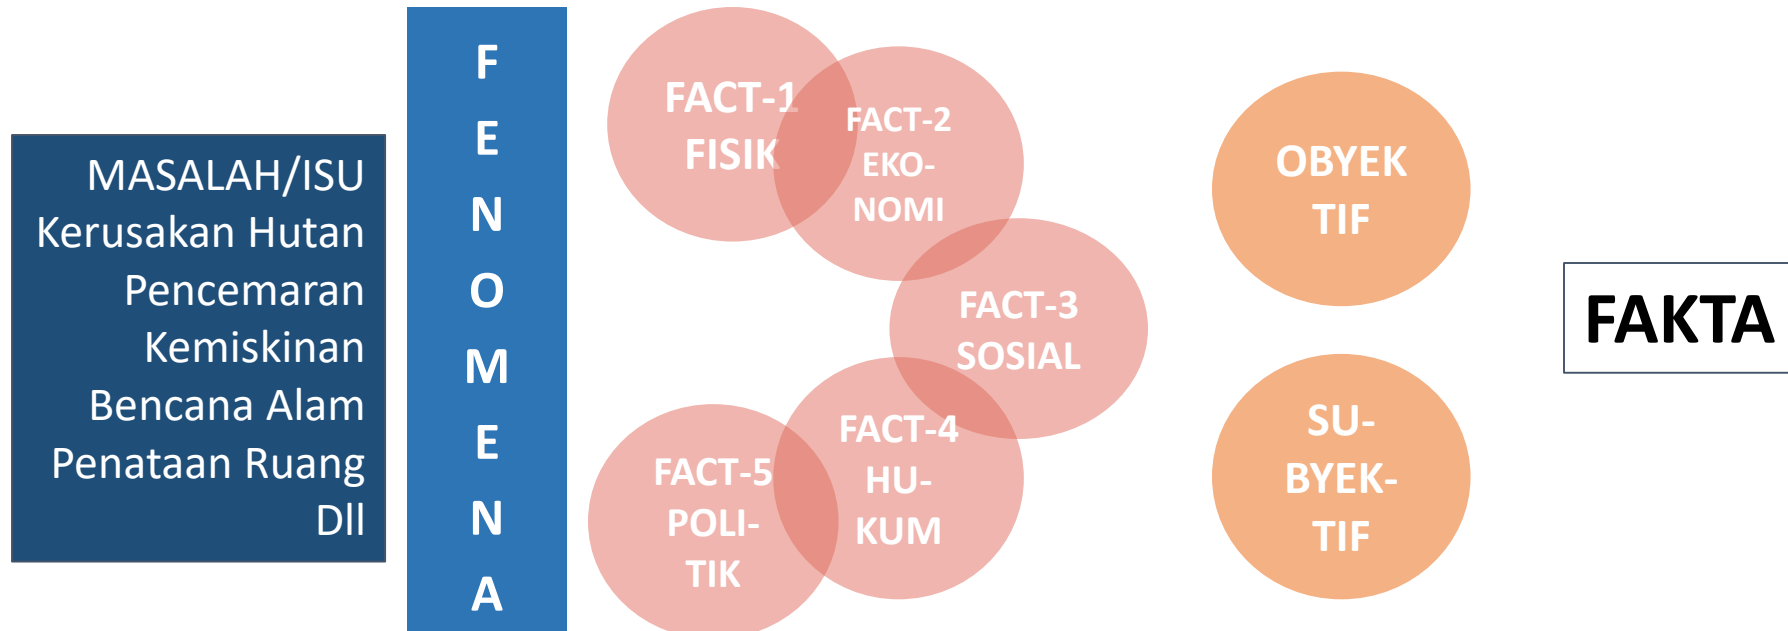 MASALAH/ISU
Kerusakan Hutan
Pencemaran
Kemiskinan
Bencana Alam
Penataan Ruang
Dll
F
E
N
O
M
E
N
A
FACT-1
FISIK
FACT-2
EKO-
NOMI
FACT-3
SOSIAL
FACT-4
HU-
KUM
FACT-5
POLI-
TIK
OBYEK
TIF
SU-
BYEK-
TIF
FAKTA